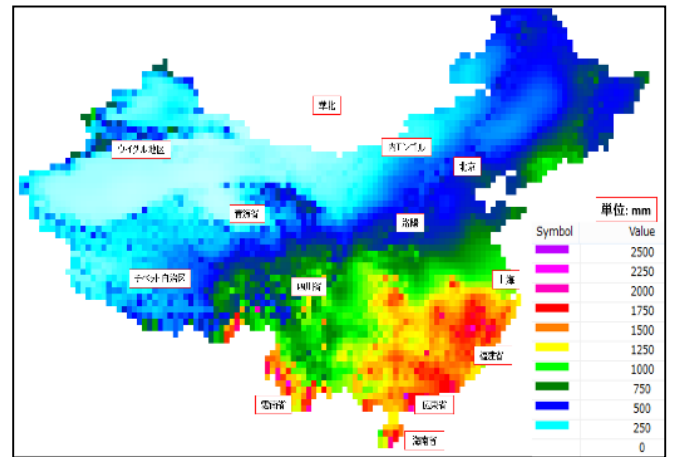 華北
内モンゴル
ウイグル地区
北京
青海省
洛陽
単位: mm
Symbol
Value
チベット自治区
四川省
上海
2500
2250
2000
1750
1500
1250
1000
750
500
250
0
福建省
雲南省
広東省
海南省